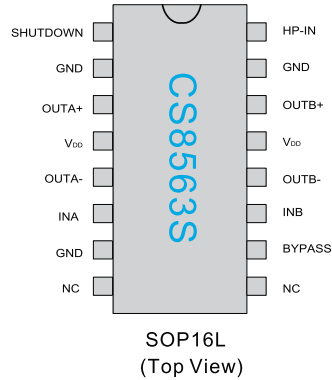 SHUTDOWN
HP-IN
GND
GND
OUTA+
OUTB+
VDD
VDD
OUTA-
OUTB-
INA
INB
GND
BYPASS
NC
NC
CS8563S
SOP16L
(Top View)